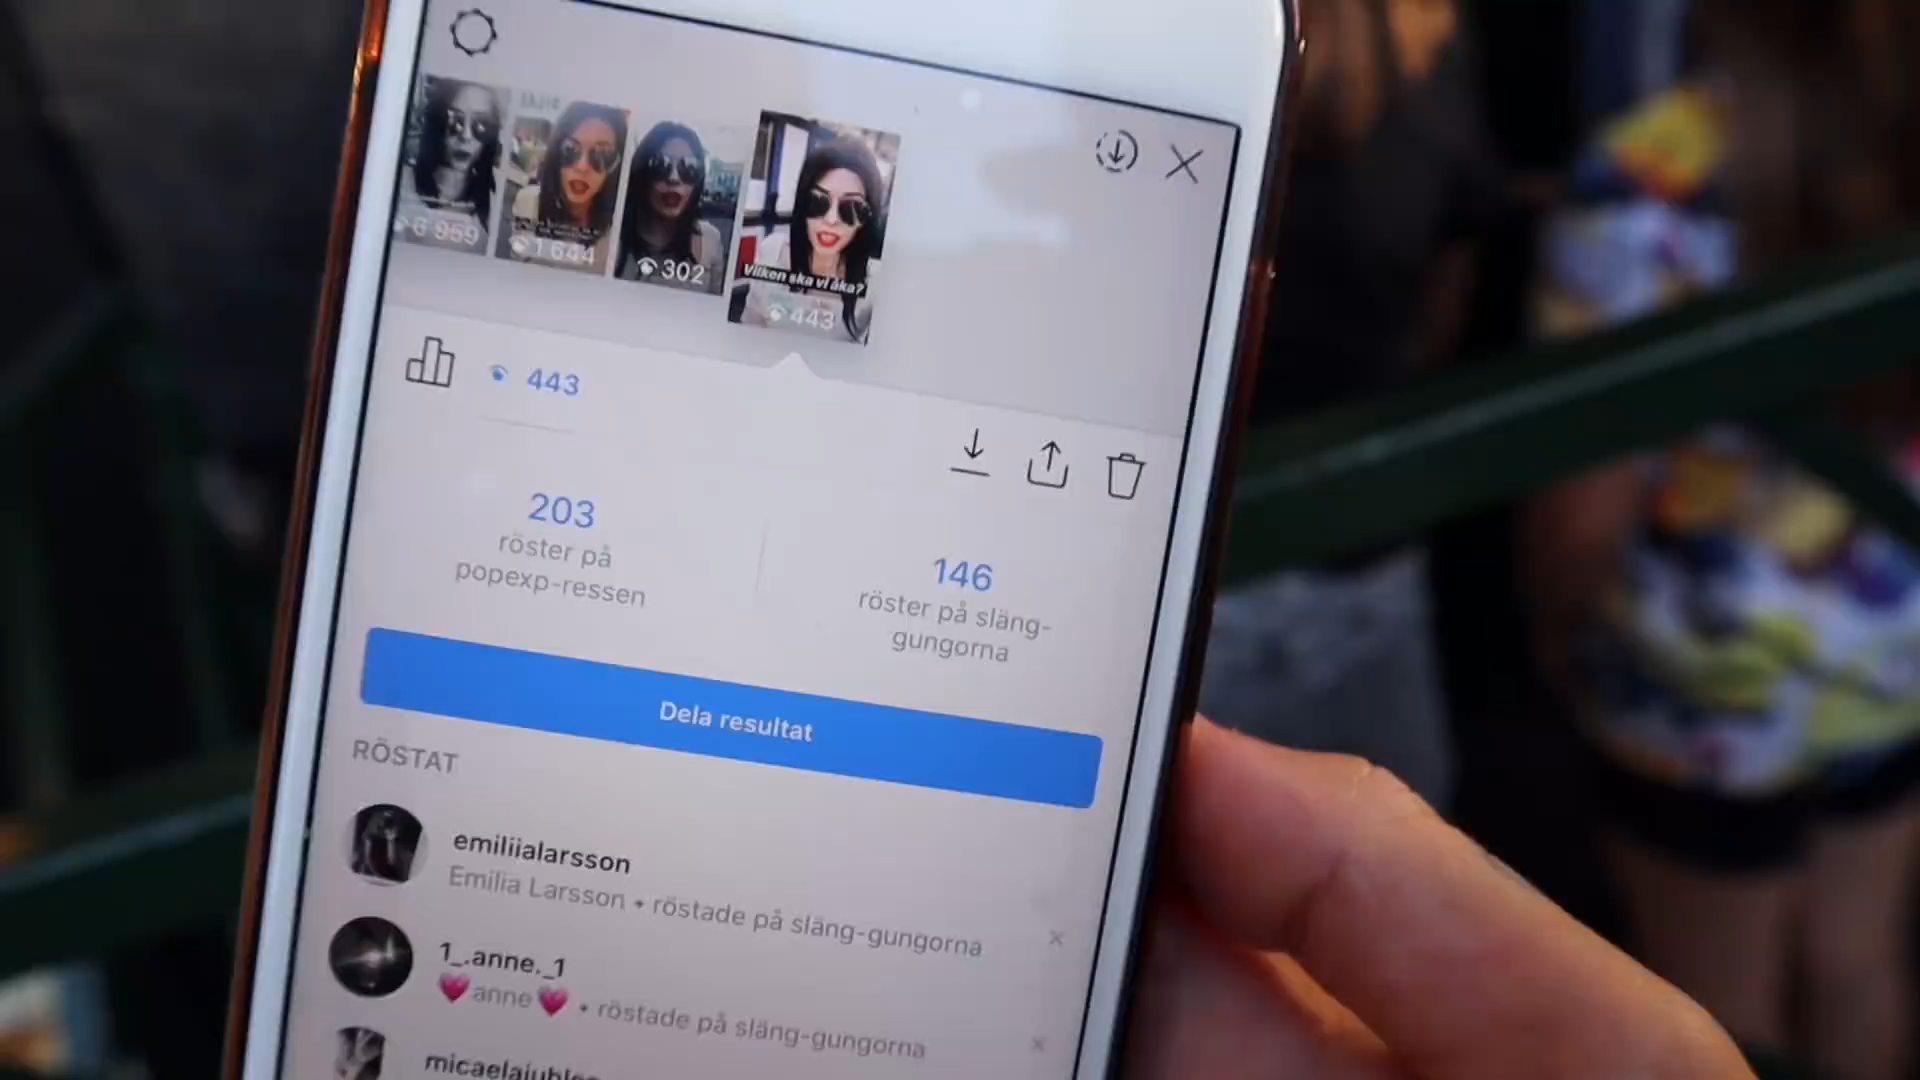 6 959
1 644
302
Vilken ska vi åka?
443
443
203
röster på
popexp-ressen
146
röster på släng-
gungorna
Dela resultat
RÖSTAT
emiliialarsson
Emilia Larsson • röstade på släng-gungorna
1_.anne._1
💗anne💗 • röstade på släng-gungorna